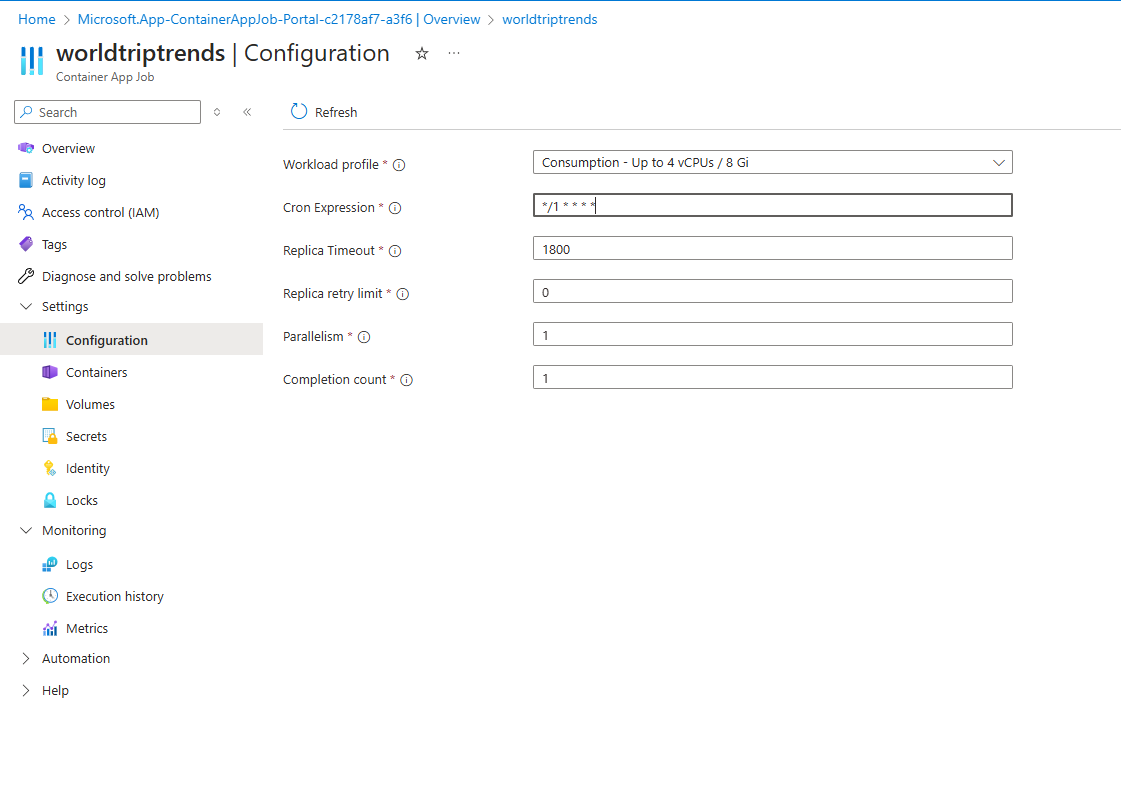 Home > Microsoft.App-ContainerAppJob-Portal-c2178af7-a3f6 | Overview > worldtriptrends
worldtriptrends | Configuration
Container App Job
Search
Refresh
Overview
Activity log
Access control (IAM)
Tags
Diagnose and solve problems
Settings
Configuration
Containers
Volumes
Secrets
Identity
Locks
Monitoring
Logs
Execution history
Metrics
Automation
Help
Workload profile * Consumption - Up to 4 vCPUs / 8 Gi
Cron Expression * */1 * * * *
Replica Timeout * 1800
Replica retry limit * 0
Parallelism * 1
Completion count * 1